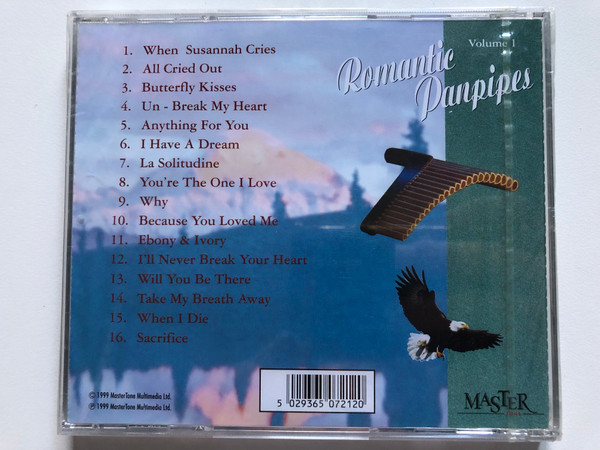 Volume 1
Romantic
Panpipes
1. When Susannah Cries
2. All Cried Out
3. Butterfly Kisses
4. Un - Break My Heart
5. Anything For You
6. I Have A Dream
7. La Solitudine
8. You're The One I Love
9. Why
10. Because You Loved Me
11. Ebony & Ivory
12. I'll Never Break Your Heart
13. Will You Be There
14. Take My Breath Away
15. When I Die
16. Sacrifice
© 1999 MasterTone Multimedia Ltd.
℗ 1999 MasterTone Multimedia Ltd.
5 029365 072120
MASTER